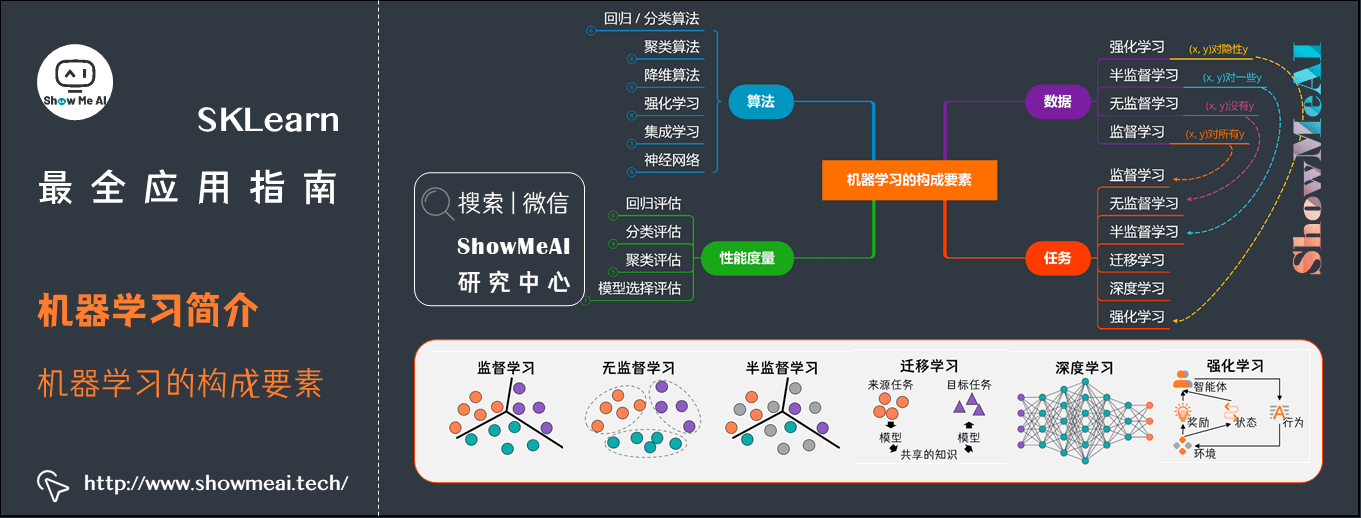 Show Me AI
SKLearn
最全应用指南
机器学习简介
机器学习的构成要素
http://www.showmeai.tech/
搜索 | 微信
ShowMeAI
研究中心
机器学习的构成要素
算法
回归 / 分类算法
聚类算法
降维算法
强化学习
集成学习
神经网络
性能度量
回归评估
分类评估
聚类评估
模型选择评估
数据
强化学习 (x, y)对隐性y
半监督学习 (x, y)对一些y
无监督学习 (x, y)没有y
监督学习 (x, y)对所有y
任务
监督学习
无监督学习
半监督学习
迁移学习
深度学习
强化学习
ShowMeAI
监督学习
无监督学习
半监督学习
迁移学习
来源任务 目标任务
模型 模型
共享的知识
深度学习
强化学习
智能体
奖励 状态 行为
环境